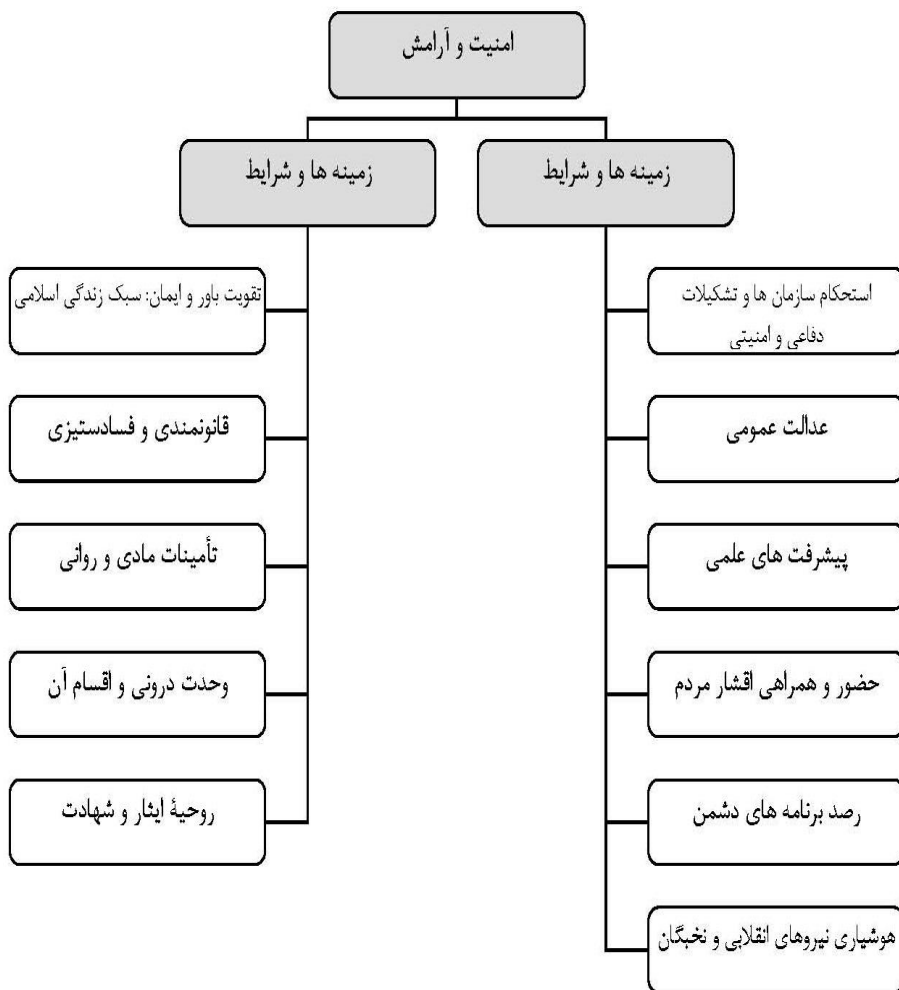 امنیت و آرامش
زمینه ها و شرایط
زمینه ها و شرایط
استحکام سازمان ها و تشکیلات
دفاعی و امنیتی
عدالت عمومی
پیشرفت های علمی
حضور و همراهی اقشار مردم
رصد برنامه های دشمن
هوشیاری نیروهای انقلابی و نخبگان
تقویت باور و ایمان: سبک زندگی اسلامی
قانونمندی و فسادستیزی
تأمینات مادی و روانی
وحدت درونی و اقسام آن
روحیۀ ایثار و شهادت